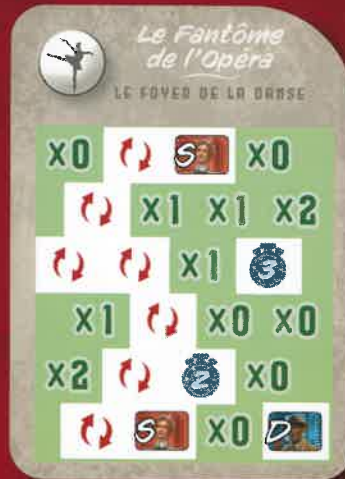 Le Fantôme
de l'Opéra
LE FOYER DE LA DANSE
X0 S X0
X1 X1 X2
X1 3
X1 X0 X0
X2 2 X0
S X0 D